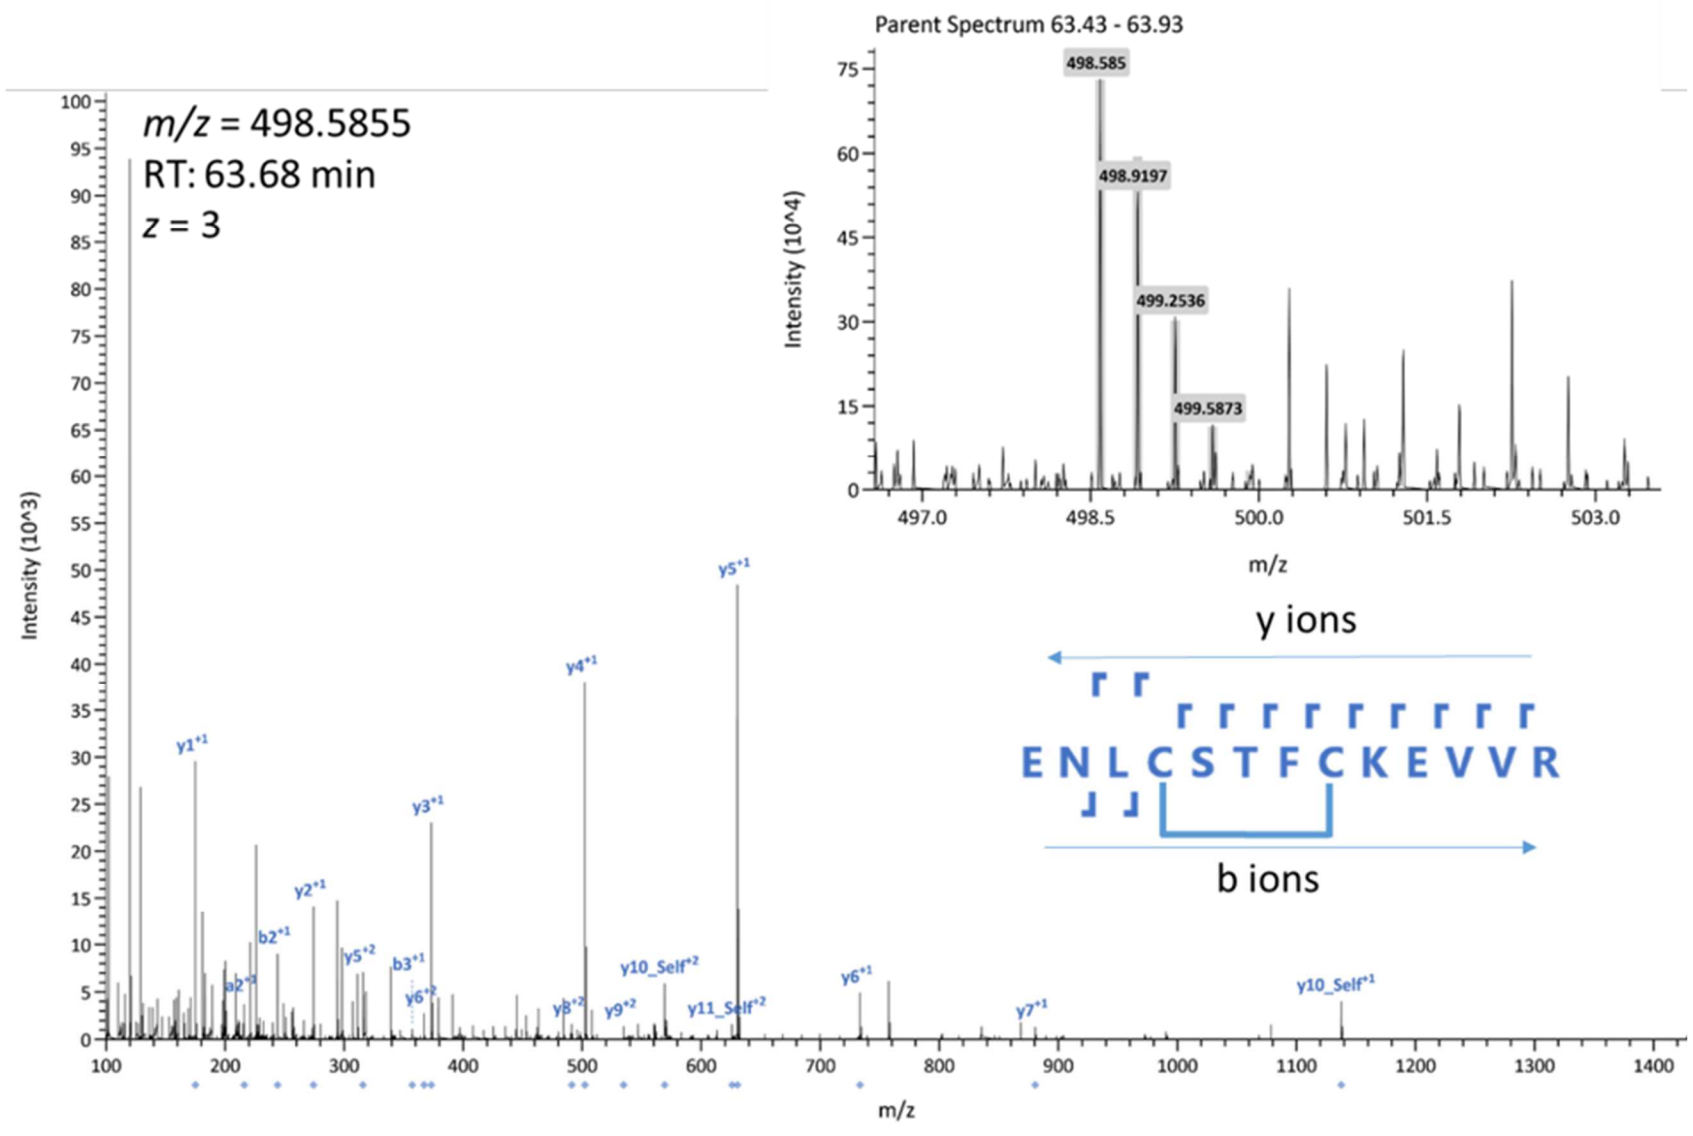 Parent Spectrum 63.43 - 63.93
m/z = 498.5855
RT: 63.68 min
z = 3
Intensity (10^3)
100
95
90
85
80
75
70
65
60
55
50
45
40
35
30
25
20
15
10
5
0
y1+1
a2+1
b2+1
y2+1
y5+2
b3+1
y6+2
y3+1
y8+2
y4+1
y9+2
y10_Self+2
y11_Self+2
y5+1
y6+1
y7+1
y10_Self+1
100 200 300 400 500 600 700 800 900 1000 1100 1200 1300 1400
m/z
Intensity (10^4)
75
60
45
30
15
0
498.585
498.9197
499.2536
499.5873
497.0 498.5 500.0 501.5 503.0
m/z
y ions
E N L C S T F C K E V V R
b ions